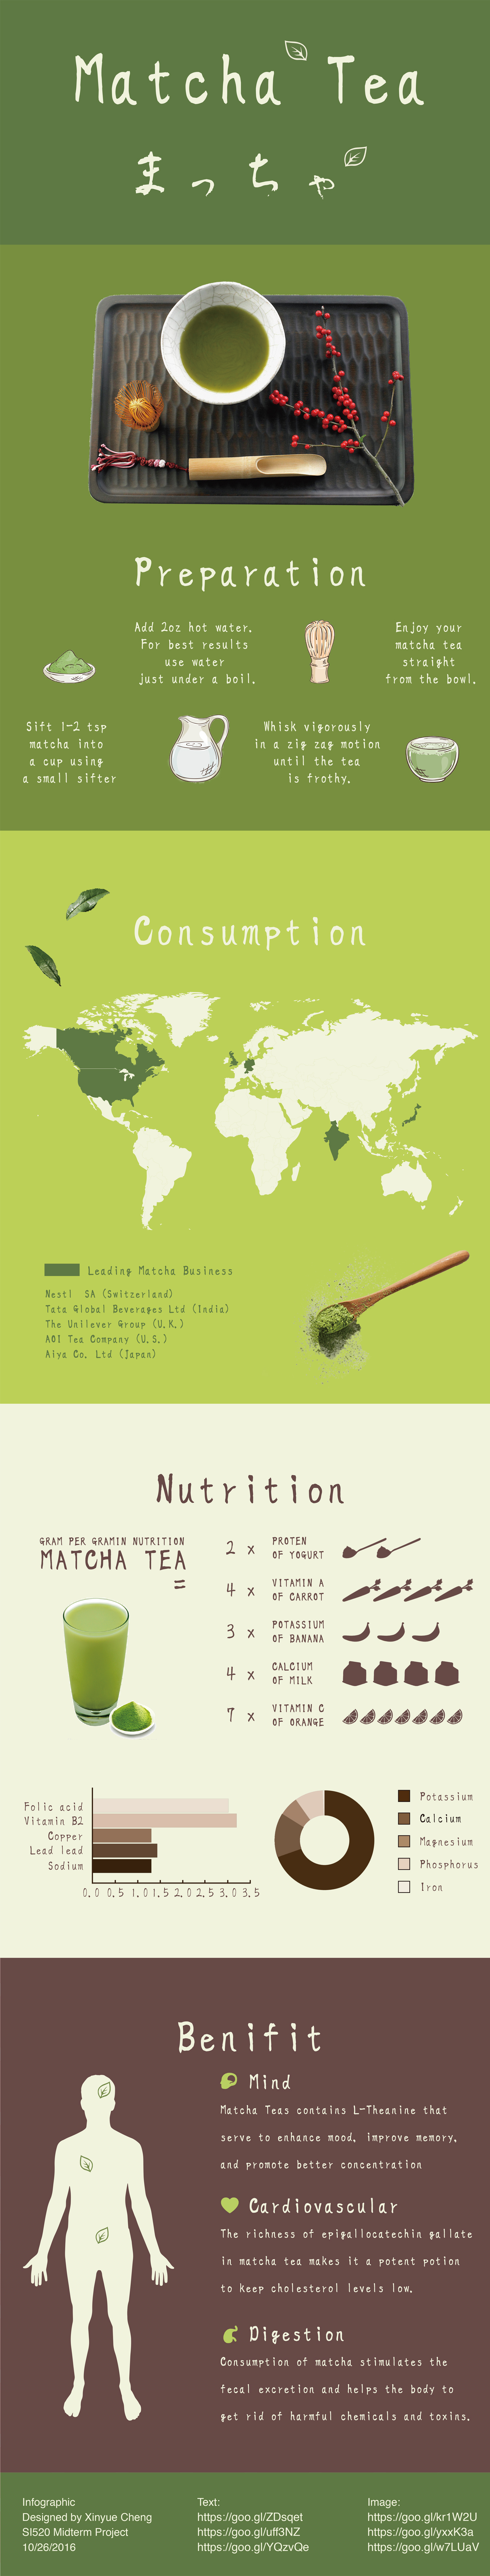 Matcha Tea
まっちゃ
Preparation
Sift 1-2 tsp
matcha into
a cup using
a small sifter
Add 2oz hot water.
For best results
use water
just under a boil.
Whisk vigorously
in a zig zag motion
until the tea
is frothy.
Enjoy your
matcha tea
straight
from the bowl.
Consumption
Leading Matcha Business
Nestl SA (Switzerland)
Tata Global Beverages Ltd (India)
The Unilever Group (U.K.)
AOI Tea Company (U.S.)
Aiya Co. Ltd (Japan)
Nutrition
GRAM PER GRAMIN NUTRITION
MATCHA TEA
=
2 x PROTEN
OF YOGURT
4 x VITAMIN A
OF CARROT
3 x POTASSIUM
OF BANANA
4 x CALCIUM
OF MILK
7 x VITAMIN C
OF ORANGE
Folic acid
Vitamin B2
Copper
Lead lead
Sodium
0.0 0.5 1.0 1.5 2.0 2.5 3.0 3.5
Potassium
Calcium
Magnesium
Phosphorus
Iron
Benifit
Mind
Matcha Teas contains L-Theanine that
serve to enhance mood, improve memory,
and promote better concentration
Cardiovascular
The richness of epigallocatechin gallate
in matcha tea makes it a potent potion
to keep cholesterol levels low.
Digestion
Consumption of matcha stimulates the
fecal excretion and helps the body to
get rid of harmful chemicals and toxins.
Infographic
Designed by Xinyue Cheng
SI520 Midterm Project
10/26/2016
Text:
https://goo.gl/ZDsqet
https://goo.gl/uff3NZ
https://goo.gl/YQzvQe
Image:
https://goo.gl/kr1W2U
https://goo.gl/yxxK3a
https://goo.gl/w7LUaV